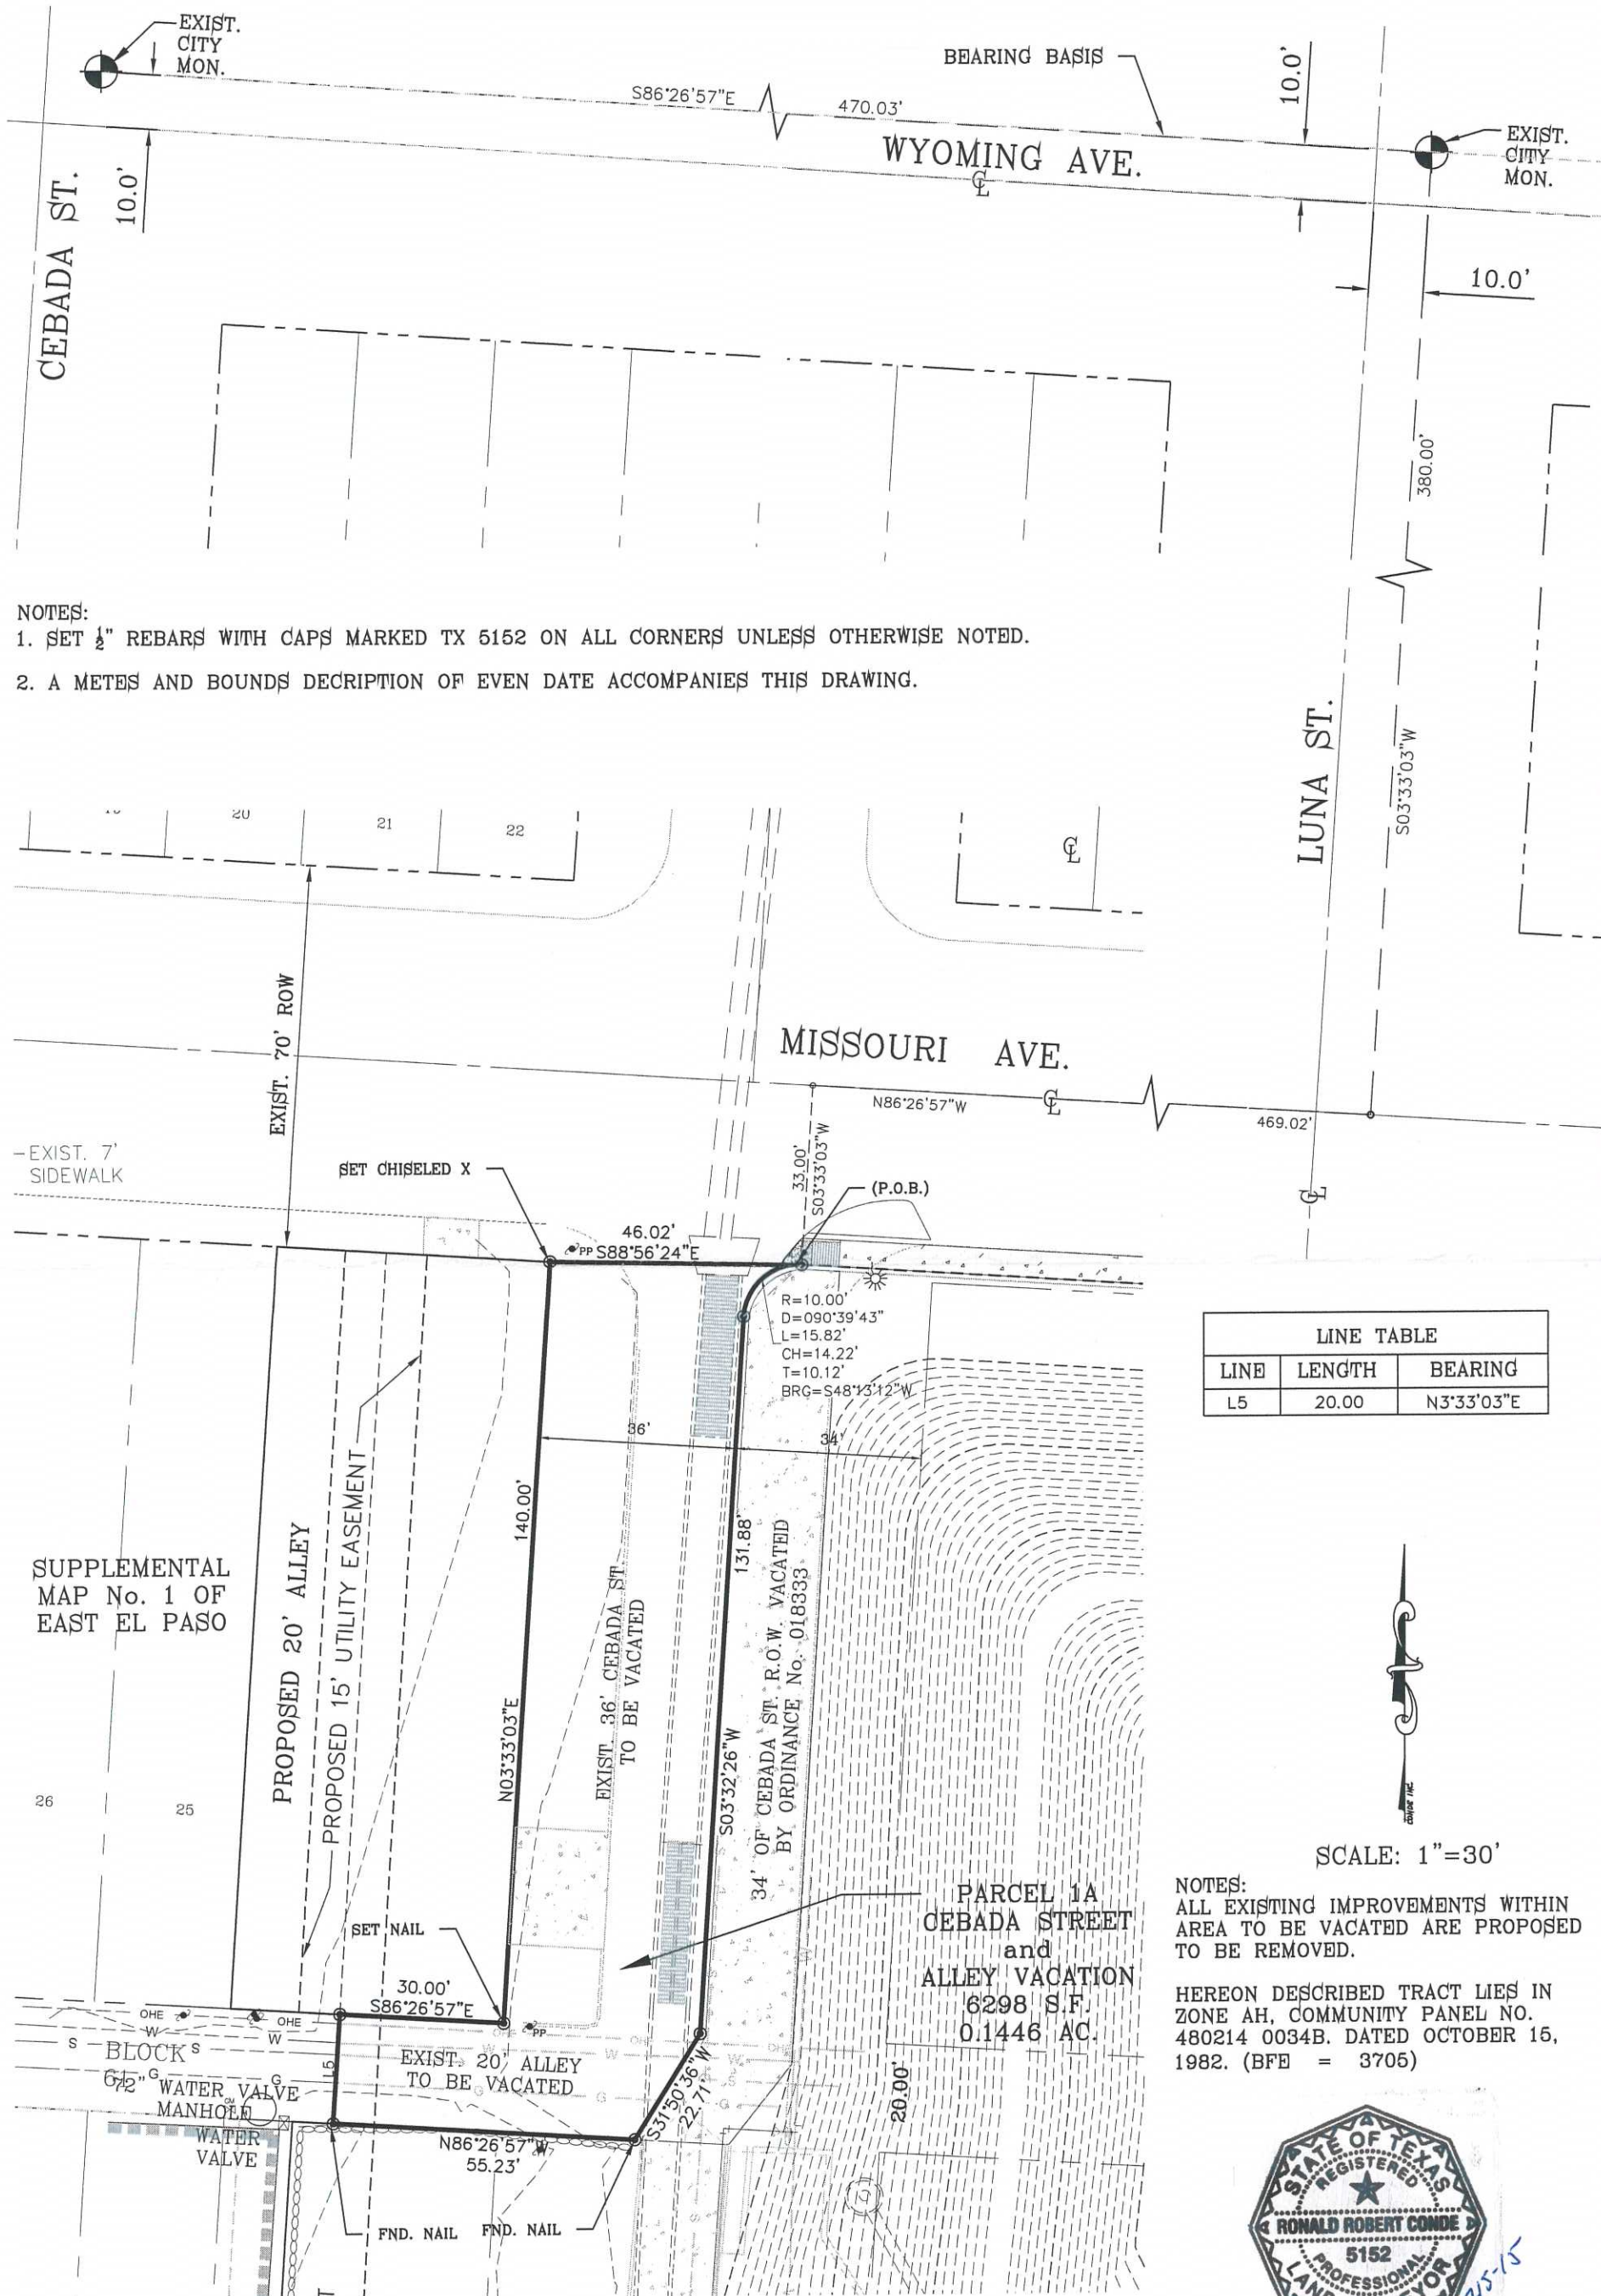 EXIST.
CITY
MON.
BEARING BASIS
10.0'
S86°26'57"E
470.03'
WYOMING AVE.
℄
EXIST.
CITY
MON.
10.0'
CEBADA ST.
10.0'
380.00'
NOTES:
1. SET ½" REBARS WITH CAPS MARKED TX 5152 ON ALL CORNERS UNLESS OTHERWISE NOTED.
2. A METES AND BOUNDS DECRIPTION OF EVEN DATE ACCOMPANIES THIS DRAWING.
LUNA ST.
S03°33'03"W
20
21
22
℄
EXIST. 70' ROW
MISSOURI AVE.
N86°26'57"W
℄
469.02'
EXIST. 7'
SIDEWALK
SET CHISELED X
33.00'
S03°33'03"W
(P.O.B.)
℄
46.02'
PP
S88°56'24"E
R=10.00'
D=090°39'43"
L=15.82'
CH=14.22'
T=10.12'
BRG=S48°13'12"W
LINE TABLE
LINE LENGTH BEARING
L5 20.00 N3°33'03"E
36'
34'
140.00'
N03°33'03"E
131.88'
S03°32'26"W
SUPPLEMENTAL
MAP No. 1 OF
EAST EL PASO
PROPOSED 20' ALLEY
PROPOSED 15' UTILITY EASEMENT
EXIST. 36' CEBADA ST.
TO BE VACATED
34' OF CEBADA ST. R.O.W. VACATED
BY ORDINANCE No. 018333
26
25
CONDE INC
SCALE: 1"=30'
NOTES:
ALL EXISTING IMPROVEMENTS WITHIN
AREA TO BE VACATED ARE PROPOSED
TO BE REMOVED.
HEREON DESCRIBED TRACT LIES IN
ZONE AH, COMMUNITY PANEL NO.
480214 0034B. DATED OCTOBER 15,
1982. (BFE = 3705)
PARCEL 1A
CEBADA STREET
and
ALLEY VACATION
6298 S.F.
0.1446 AC.
SET NAIL
30.00'
S86°26'57"E
OHE
OHE
OHE
PP
OHE
W
W
W
S
BLOCK
S
G
G
G
WATER VALVE
MANHOLE
WATER
VALVE
L5
EXIST. 20' ALLEY
TO BE VACATED
S31°50'36"W
22.71'
20.00'
N86°26'57"W
55.23'
FND. NAIL
FND. NAIL
STATE OF TEXAS
REGISTERED
RONALD ROBERT CONDE
5152
PROFESSIONAL